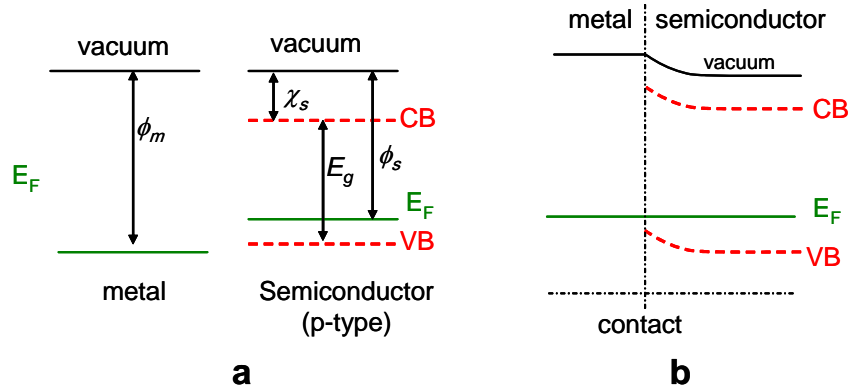 vacuum
vacuum
χs
CB
ϕm
ϕs
Eg
EF
EF
VB
metal
Semiconductor
(p-type)
a
metal
semiconductor
vacuum
CB
EF
VB
contact
b